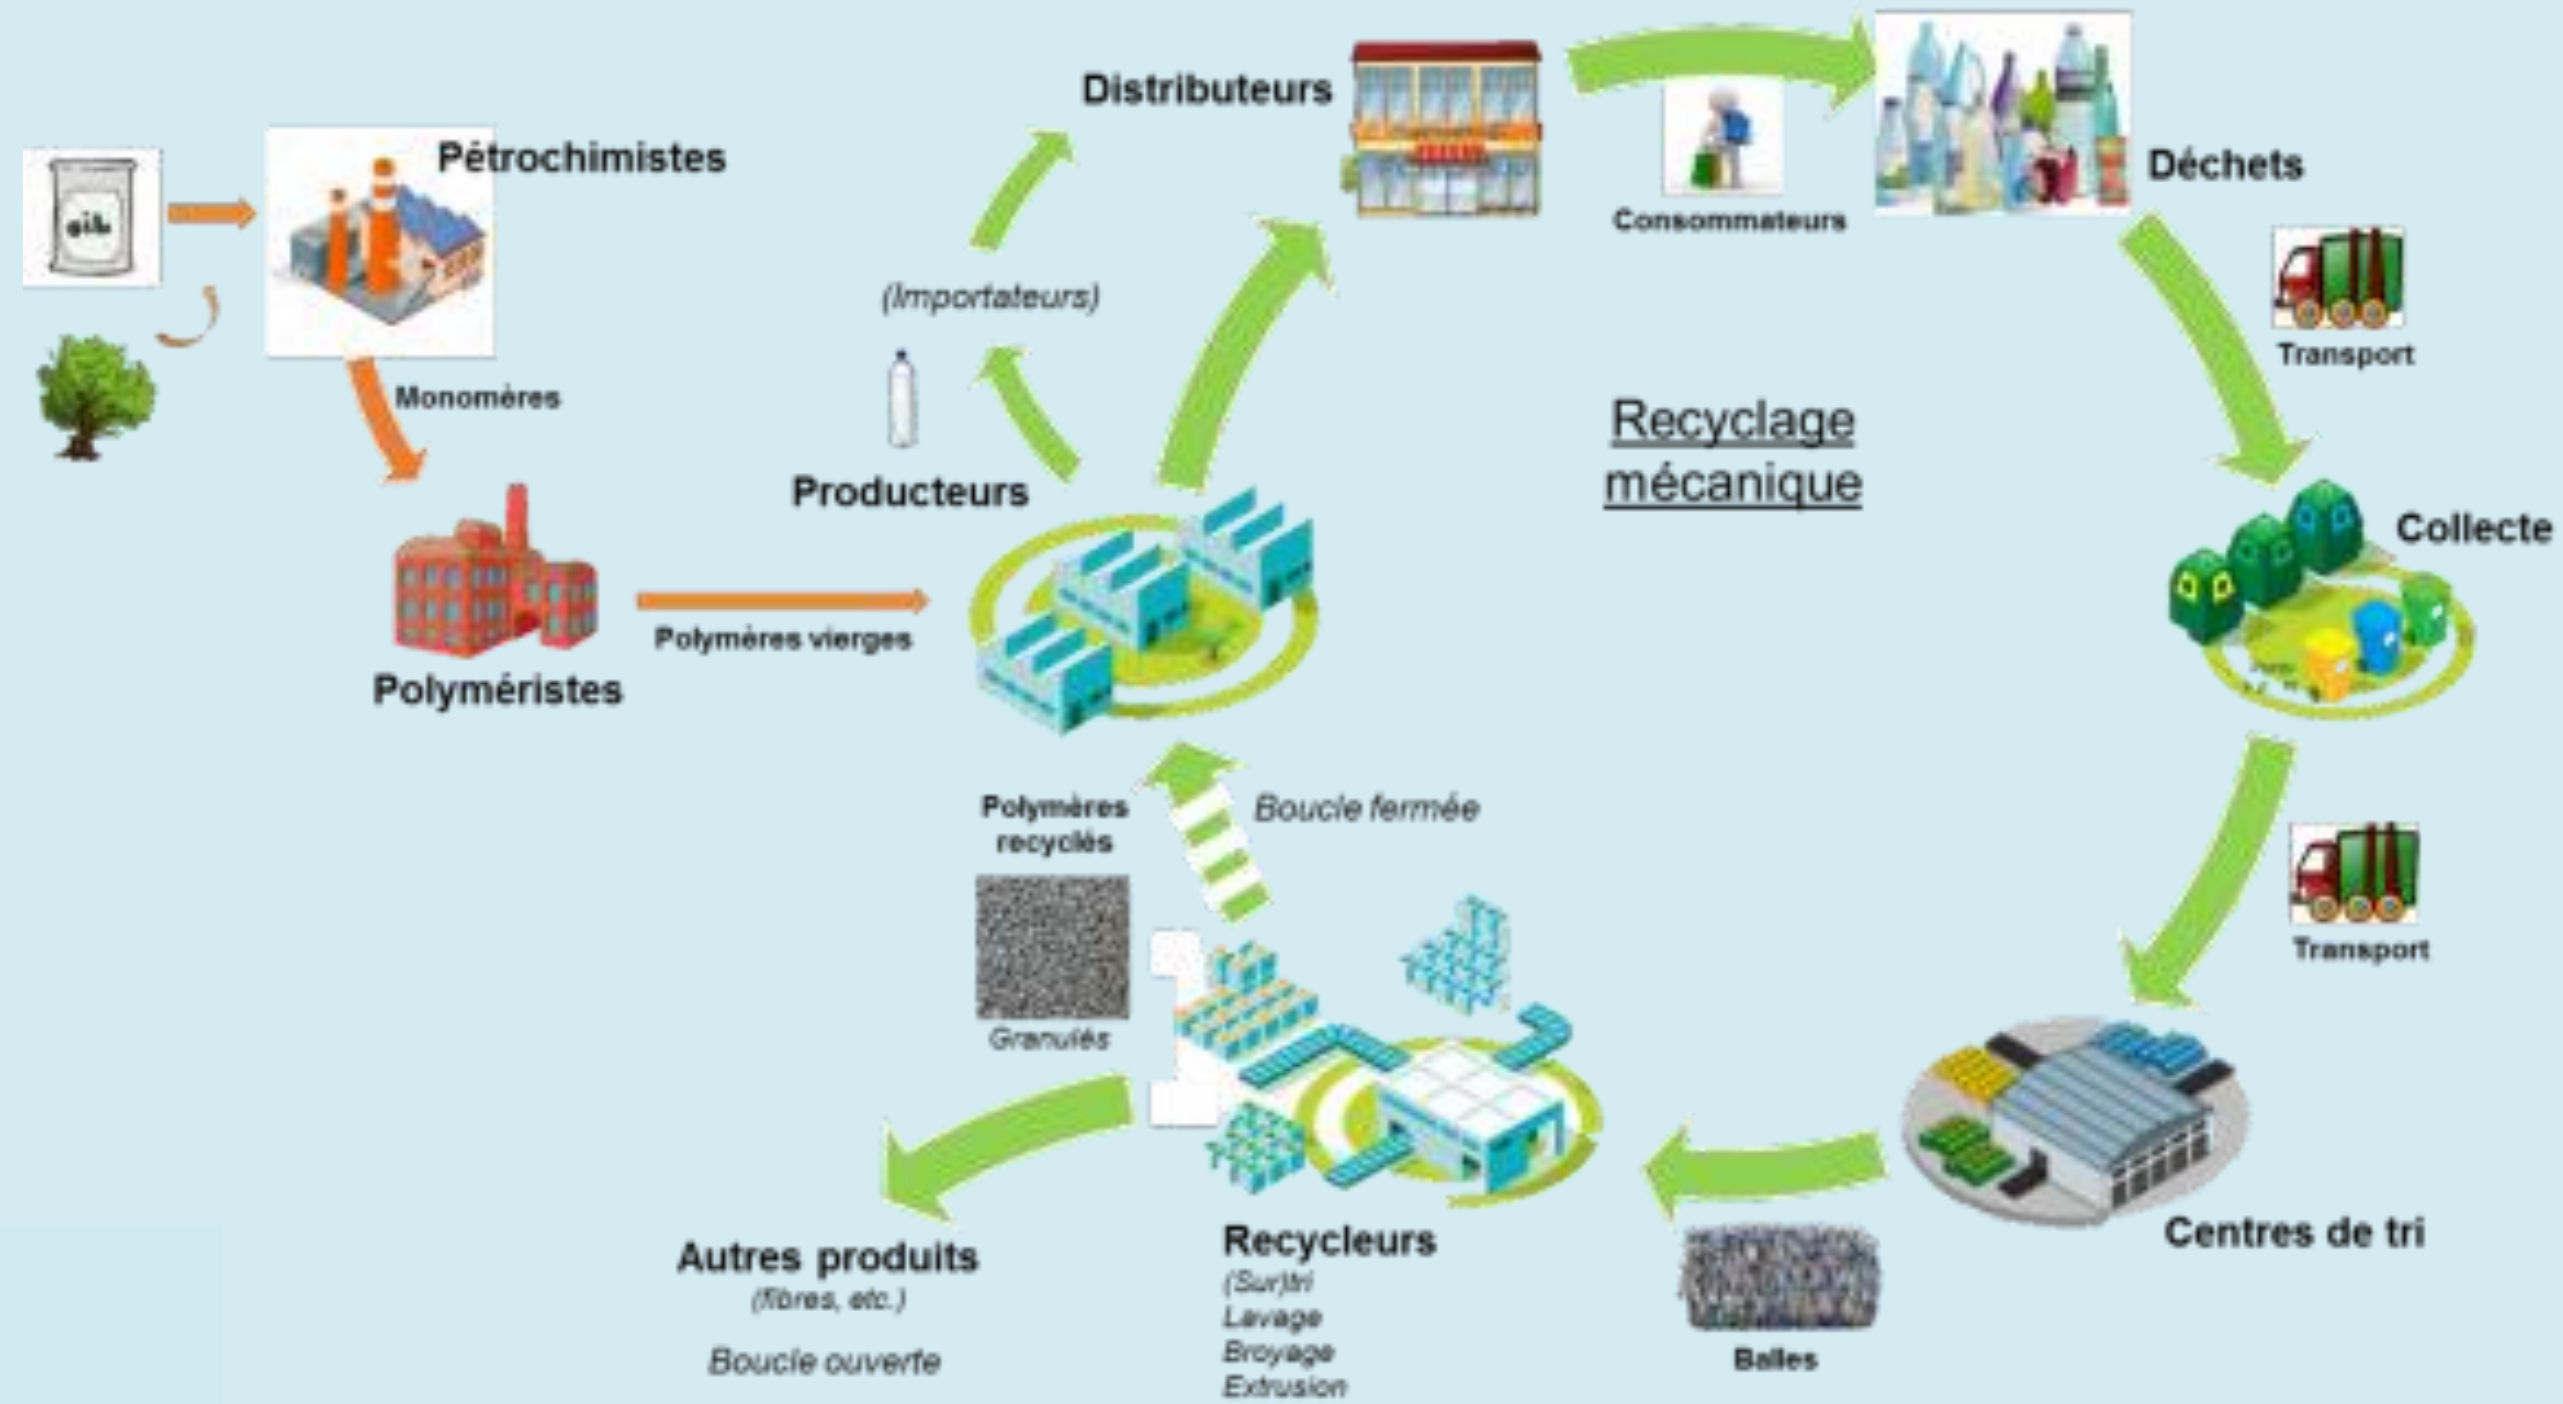 Distributeurs
Pétrochimistes
oil
Déchets
Consommateurs
(Importateurs)
Transport
Monomères
Recyclage
mécanique
Producteurs
Collecte
Polymères vierges
Polyméristes
Polymères
recyclés
Boucle fermée
Transport
Granulés
Autres produits
(fibres, etc.)
Boucle ouverte
Recycleurs
(Sur)tri
Lavage
Broyage
Extrusion
Centres de tri
Balles